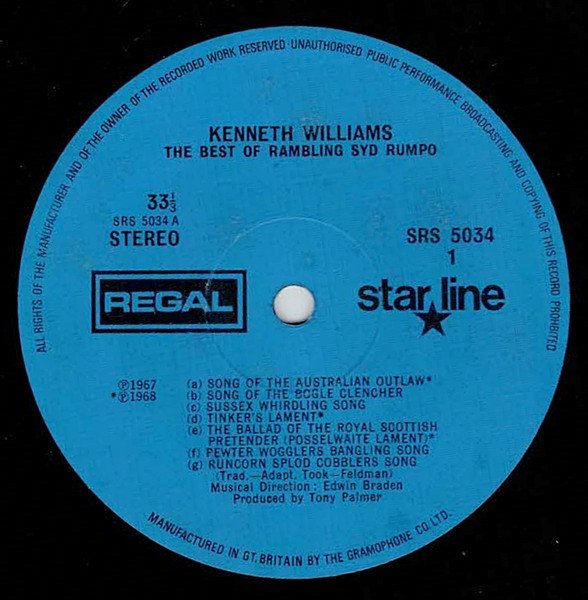 ALL RIGHTS OF THE MANUFACTURER AND OF THE OWNER OF THE RECORDED WORK RESERVED UNAUTHORISED PUBLIC PERFORMANCE BROADCASTING AND COPYING OF THIS RECORD PROHIBITED
KENNETH WILLIAMS
THE BEST OF RAMBLING SYD RUMPO
33⅓
SRS 5034 A
STEREO
SRS 5034
1
REGAL
star line
℗1967
*℗1968
(a) SONG OF THE AUSTRALIAN OUTLAW*
(b) SONG OF THE BOGLE CLENCHER
(c) SUSSEX WHIRDLING SONG
(d) TINKER'S LAMENT*
(e) THE BALLAD OF THE ROYAL SCOTTISH
PRETENDER (POSSELWAITE LAMENT)*
(f) PEWTER WOGGLERS BANGLING SONG
(g) RUNCORN SPLOD COBBLERS SONG
(Trad.—Adapt. Took—Feldman)
Musical Direction : Edwin Braden
Produced by Tony Palmer
MANUFACTURED IN GT. BRITAIN BY THE GRAMOPHONE CO. LTD.